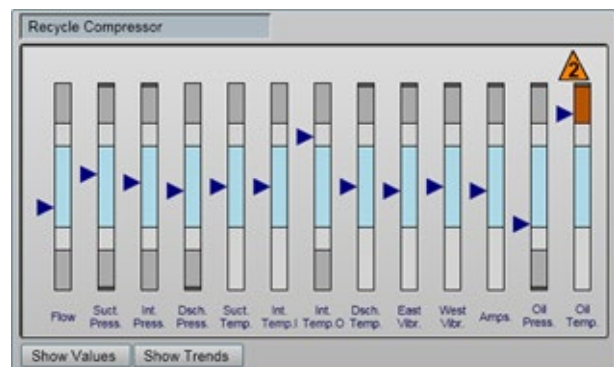 Recycle Compressor
2
Flow
Suct. Press.
Int. Press.
Dsch. Press.
Suct. Temp.
Int. Temp.I
Int. Temp.O
Dsch. Temp.
East Vibr.
West Vibr.
Amps.
Oil Press.
Oil Temp.
Show Values
Show Trends